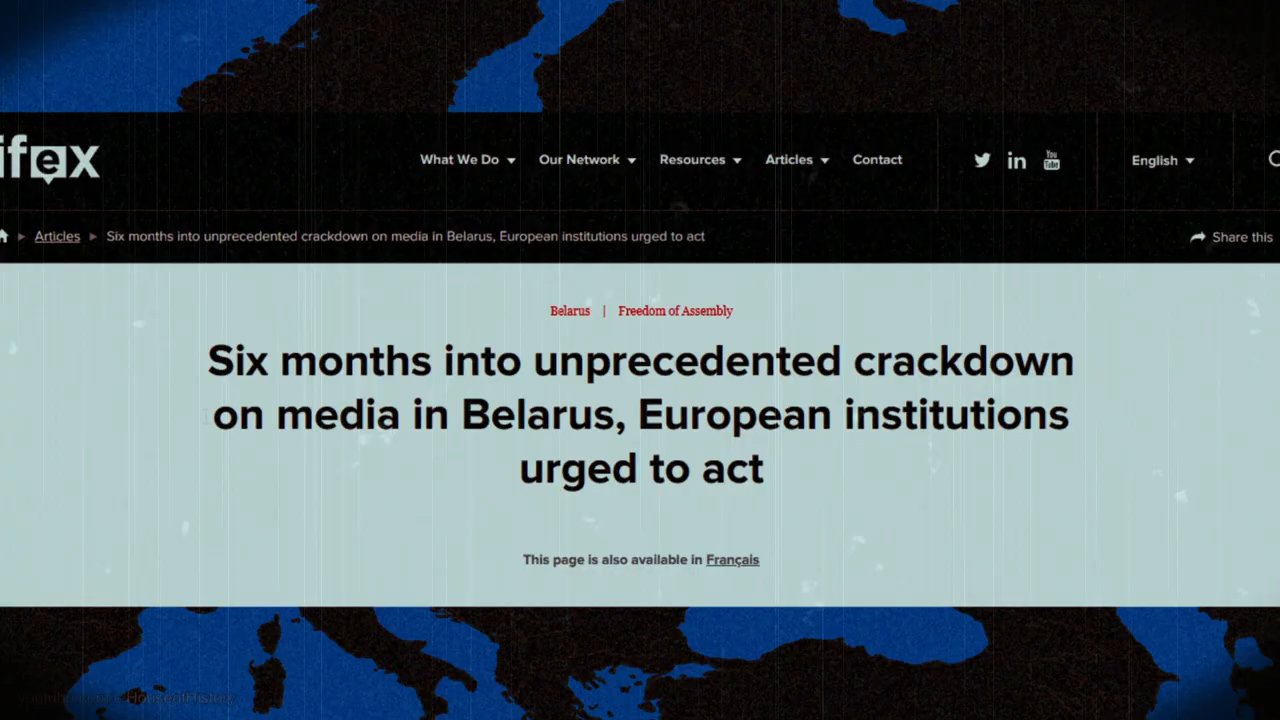 ifex
What We Do Our Network Resources Articles Contact English
Articles Six months into unprecedented crackdown on media in Belarus, European institutions urged to act Share this
Belarus | Freedom of Assembly
Six months into unprecedented crackdown
on media in Belarus, European institutions
urged to act
This page is also available in Français